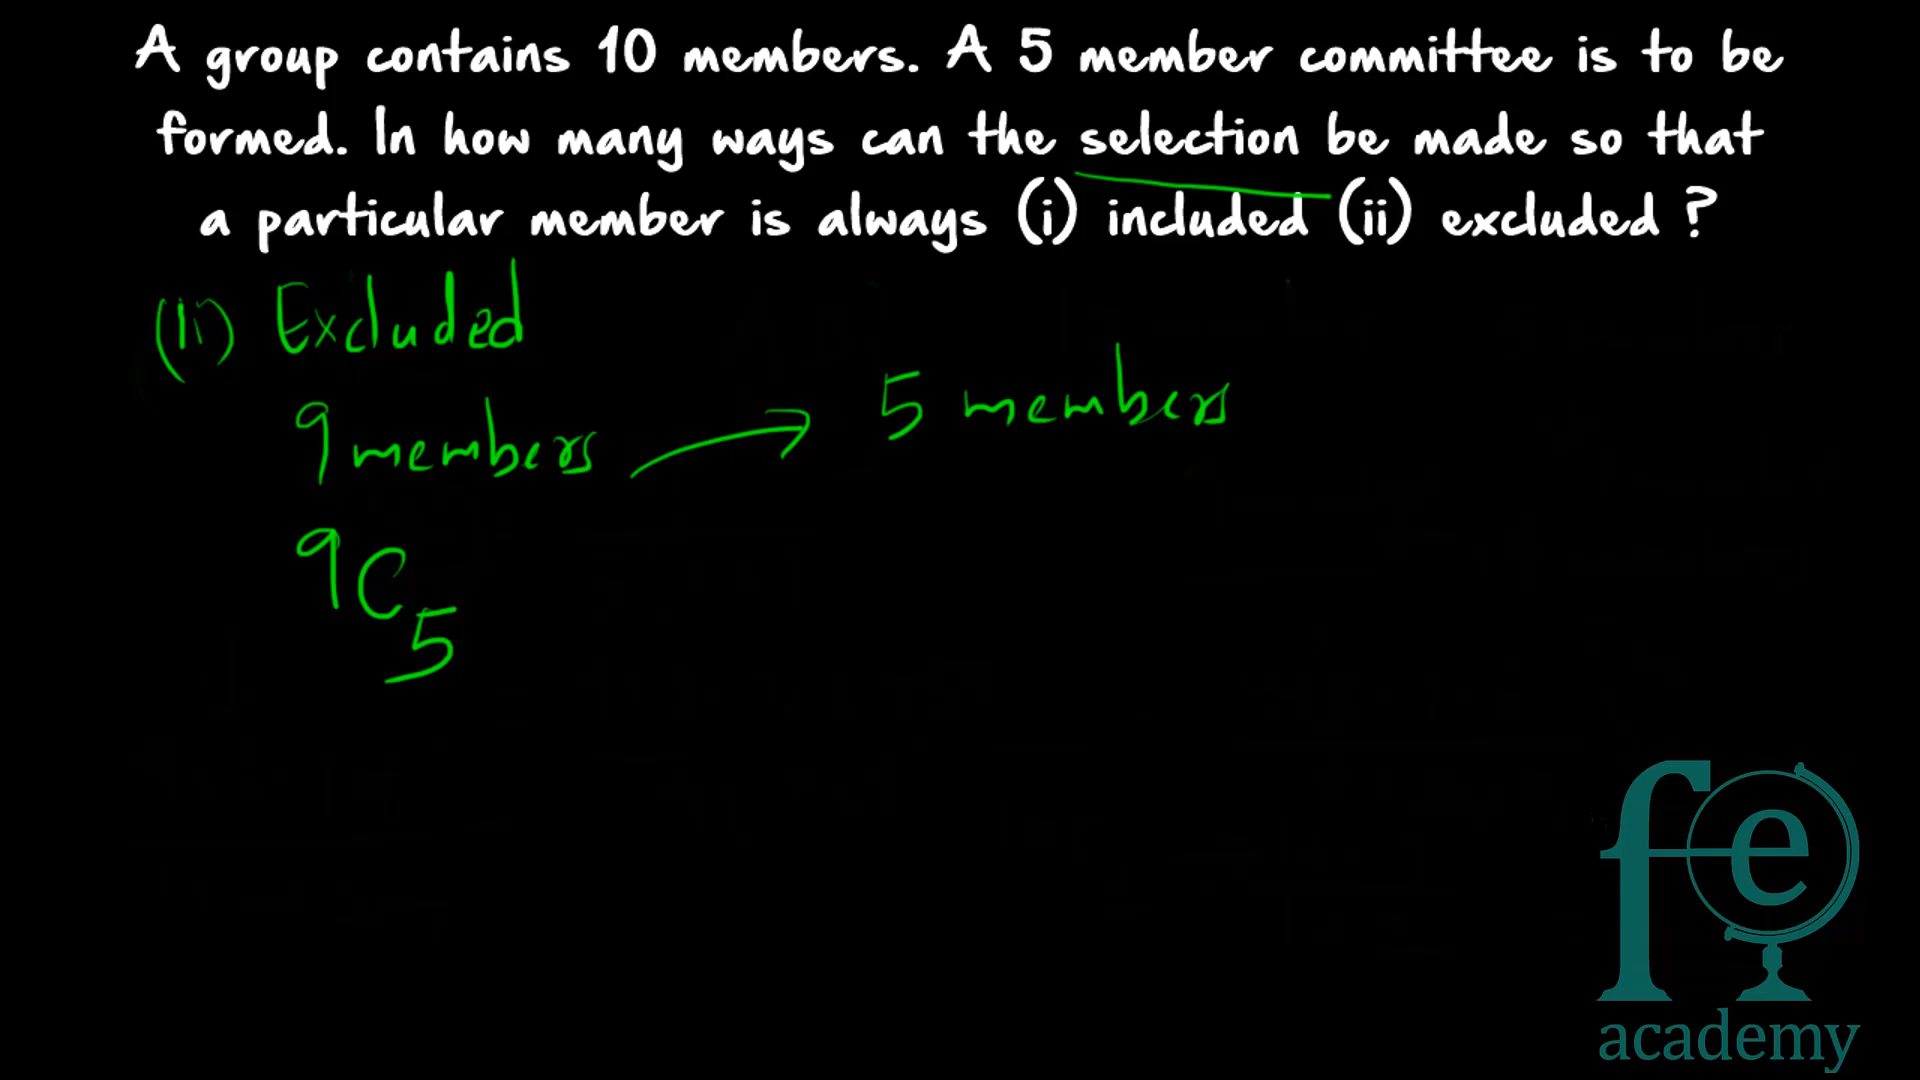 A group contains 10 members. A 5 member committee is to be
formed. In how many ways can the selection be made so that
a particular member is always (i) included (ii) excluded ?
(ii) Excluded
9 members → 5 members
⁹C₅
fe
academy